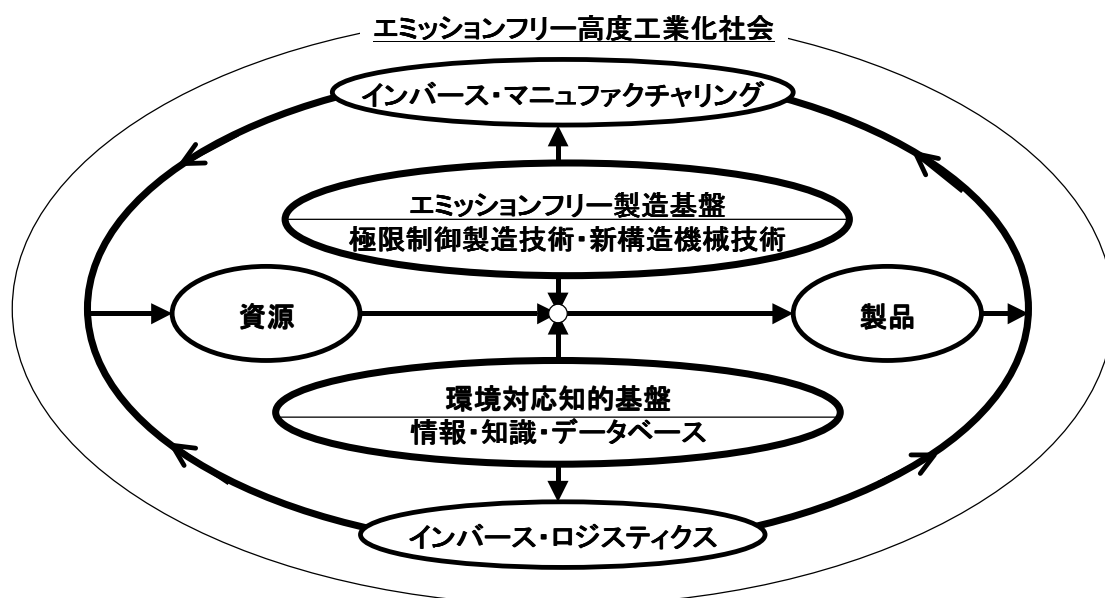 エミッションフリー高度工業化社会
インバース・マニュファクチャリング
エミッションフリー製造基盤
極限制御製造技術・新構造機械技術
資源
製品
環境対応知的基盤
情報・知識・データベース
インバース・ロジスティクス